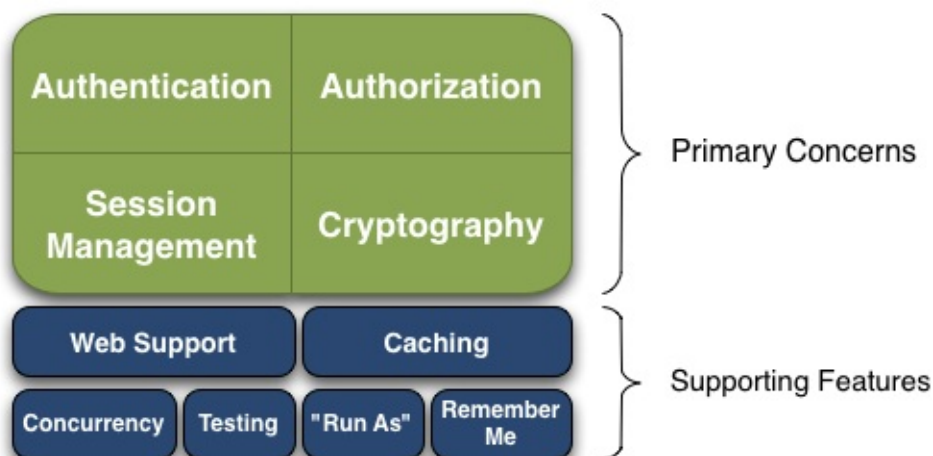 Authentication
Authorization
Primary Concerns
Session
Management
Cryptography
Web Support
Caching
Supporting Features
Concurrency
Testing
"Run As"
Remember
Me